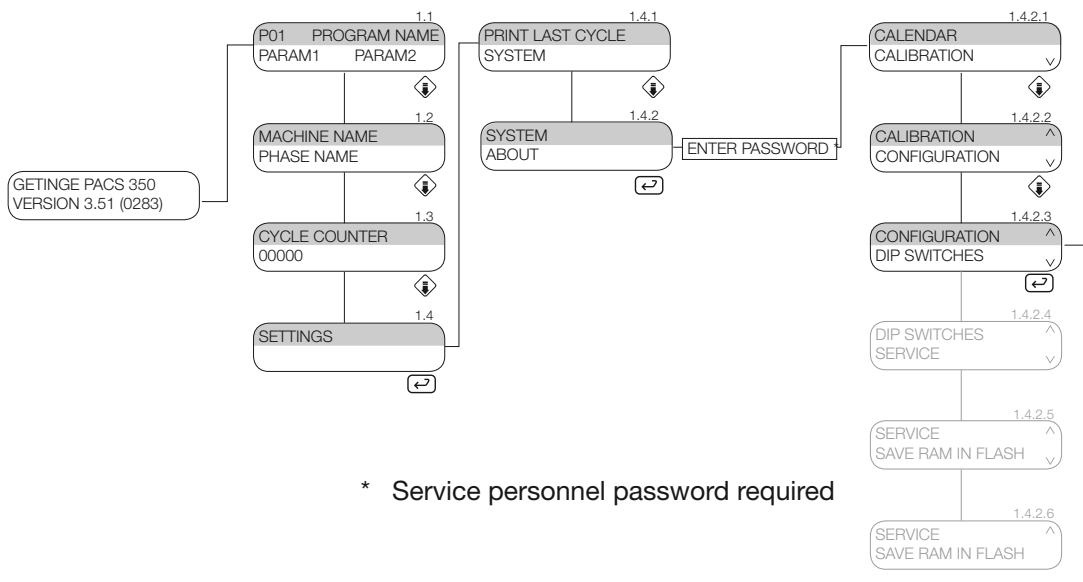 GETINGE PACS 350
VERSION 3.51 (0283)
1.1
P01 PROGRAM NAME
PARAM1 PARAM2
1.2
MACHINE NAME
PHASE NAME
1.3
CYCLE COUNTER
00000
1.4
SETTINGS
1.4.1
PRINT LAST CYCLE
SYSTEM
1.4.2
SYSTEM
ABOUT
ENTER PASSWORD *
1.4.2.1
CALENDAR
CALIBRATION
1.4.2.2
CALIBRATION
CONFIGURATION
1.4.2.3
CONFIGURATION
DIP SWITCHES
1.4.2.4
DIP SWITCHES
SERVICE
1.4.2.5
SERVICE
SAVE RAM IN FLASH
1.4.2.6
SERVICE
SAVE RAM IN FLASH
* Service personnel password required